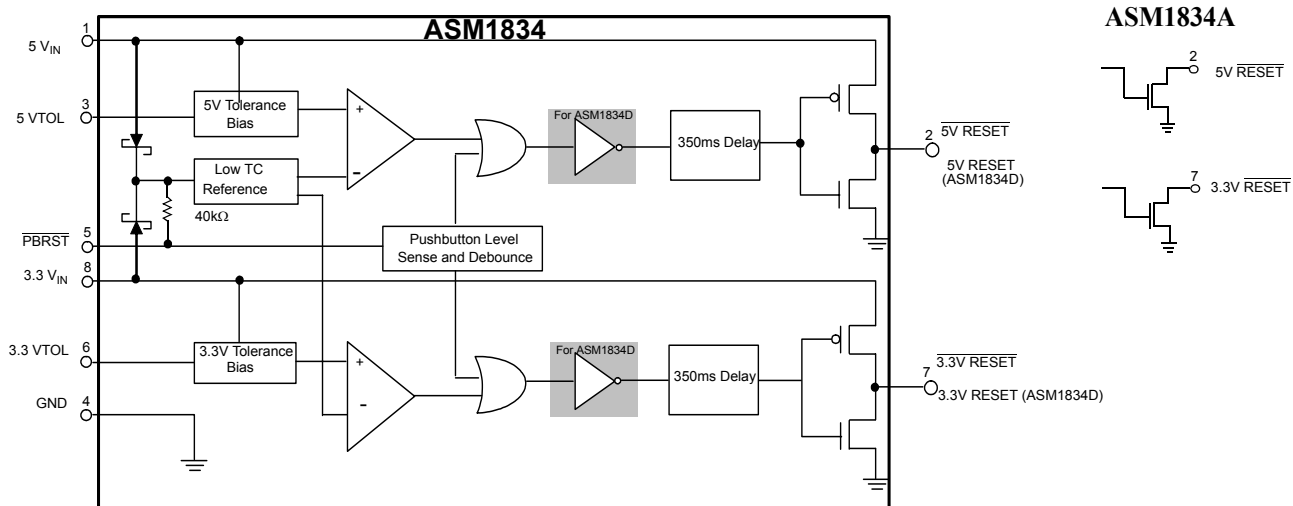 ASM1834
ASM1834A
1
5 VIN
3
5 VTOL
5V Tolerance
Bias
+
−
Low TC
Reference
40kΩ
For ASM1834D
350ms Delay
2
5V RESET
5V RESET
(ASM1834D)
2
5V RESET
7
3.3V RESET
5
PBRST
Pushbutton Level
Sense and Debounce
8
3.3 VIN
6
3.3 VTOL
3.3V Tolerance
Bias
+
−
For ASM1834D
350ms Delay
3.3V RESET
7
3.3V RESET (ASM1834D)
4
GND